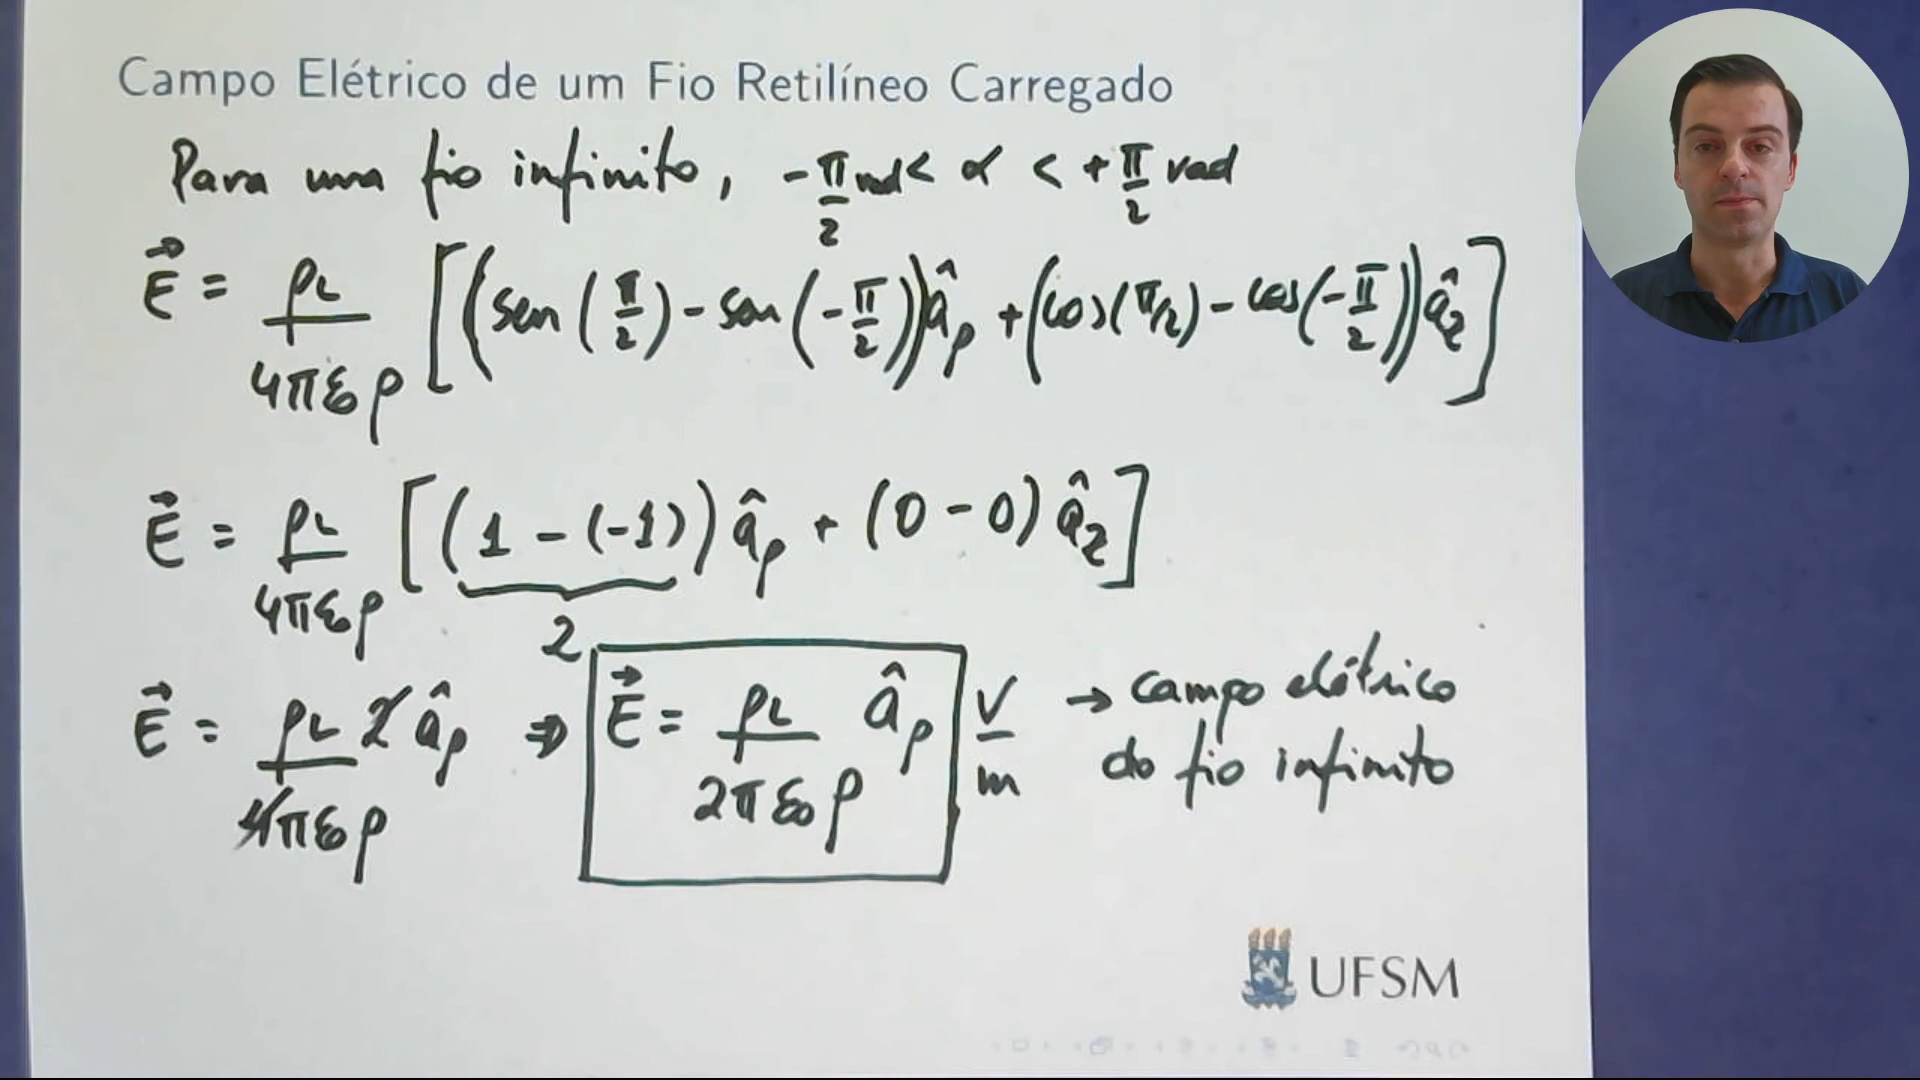 Campo Elétrico de um Fio Retilíneo Carregado
Para uma fio infinito, -π/2 rad < α < +π/2 rad
E⃗ = ρL/4πε₀ρ [(sen(π/2) - sen(-π/2))âρ + (cos(π/2) - cos(-π/2))âz]
E⃗ = ρL/4πε₀ρ [(1 - (-1))âρ + (0 - 0)âz]
2
E⃗ = ρL 2 âρ/4πε₀ρ ⇒ E⃗ = ρL/2πε₀ρ âρ V/m → campo elétrico
do fio infinito
UFSM